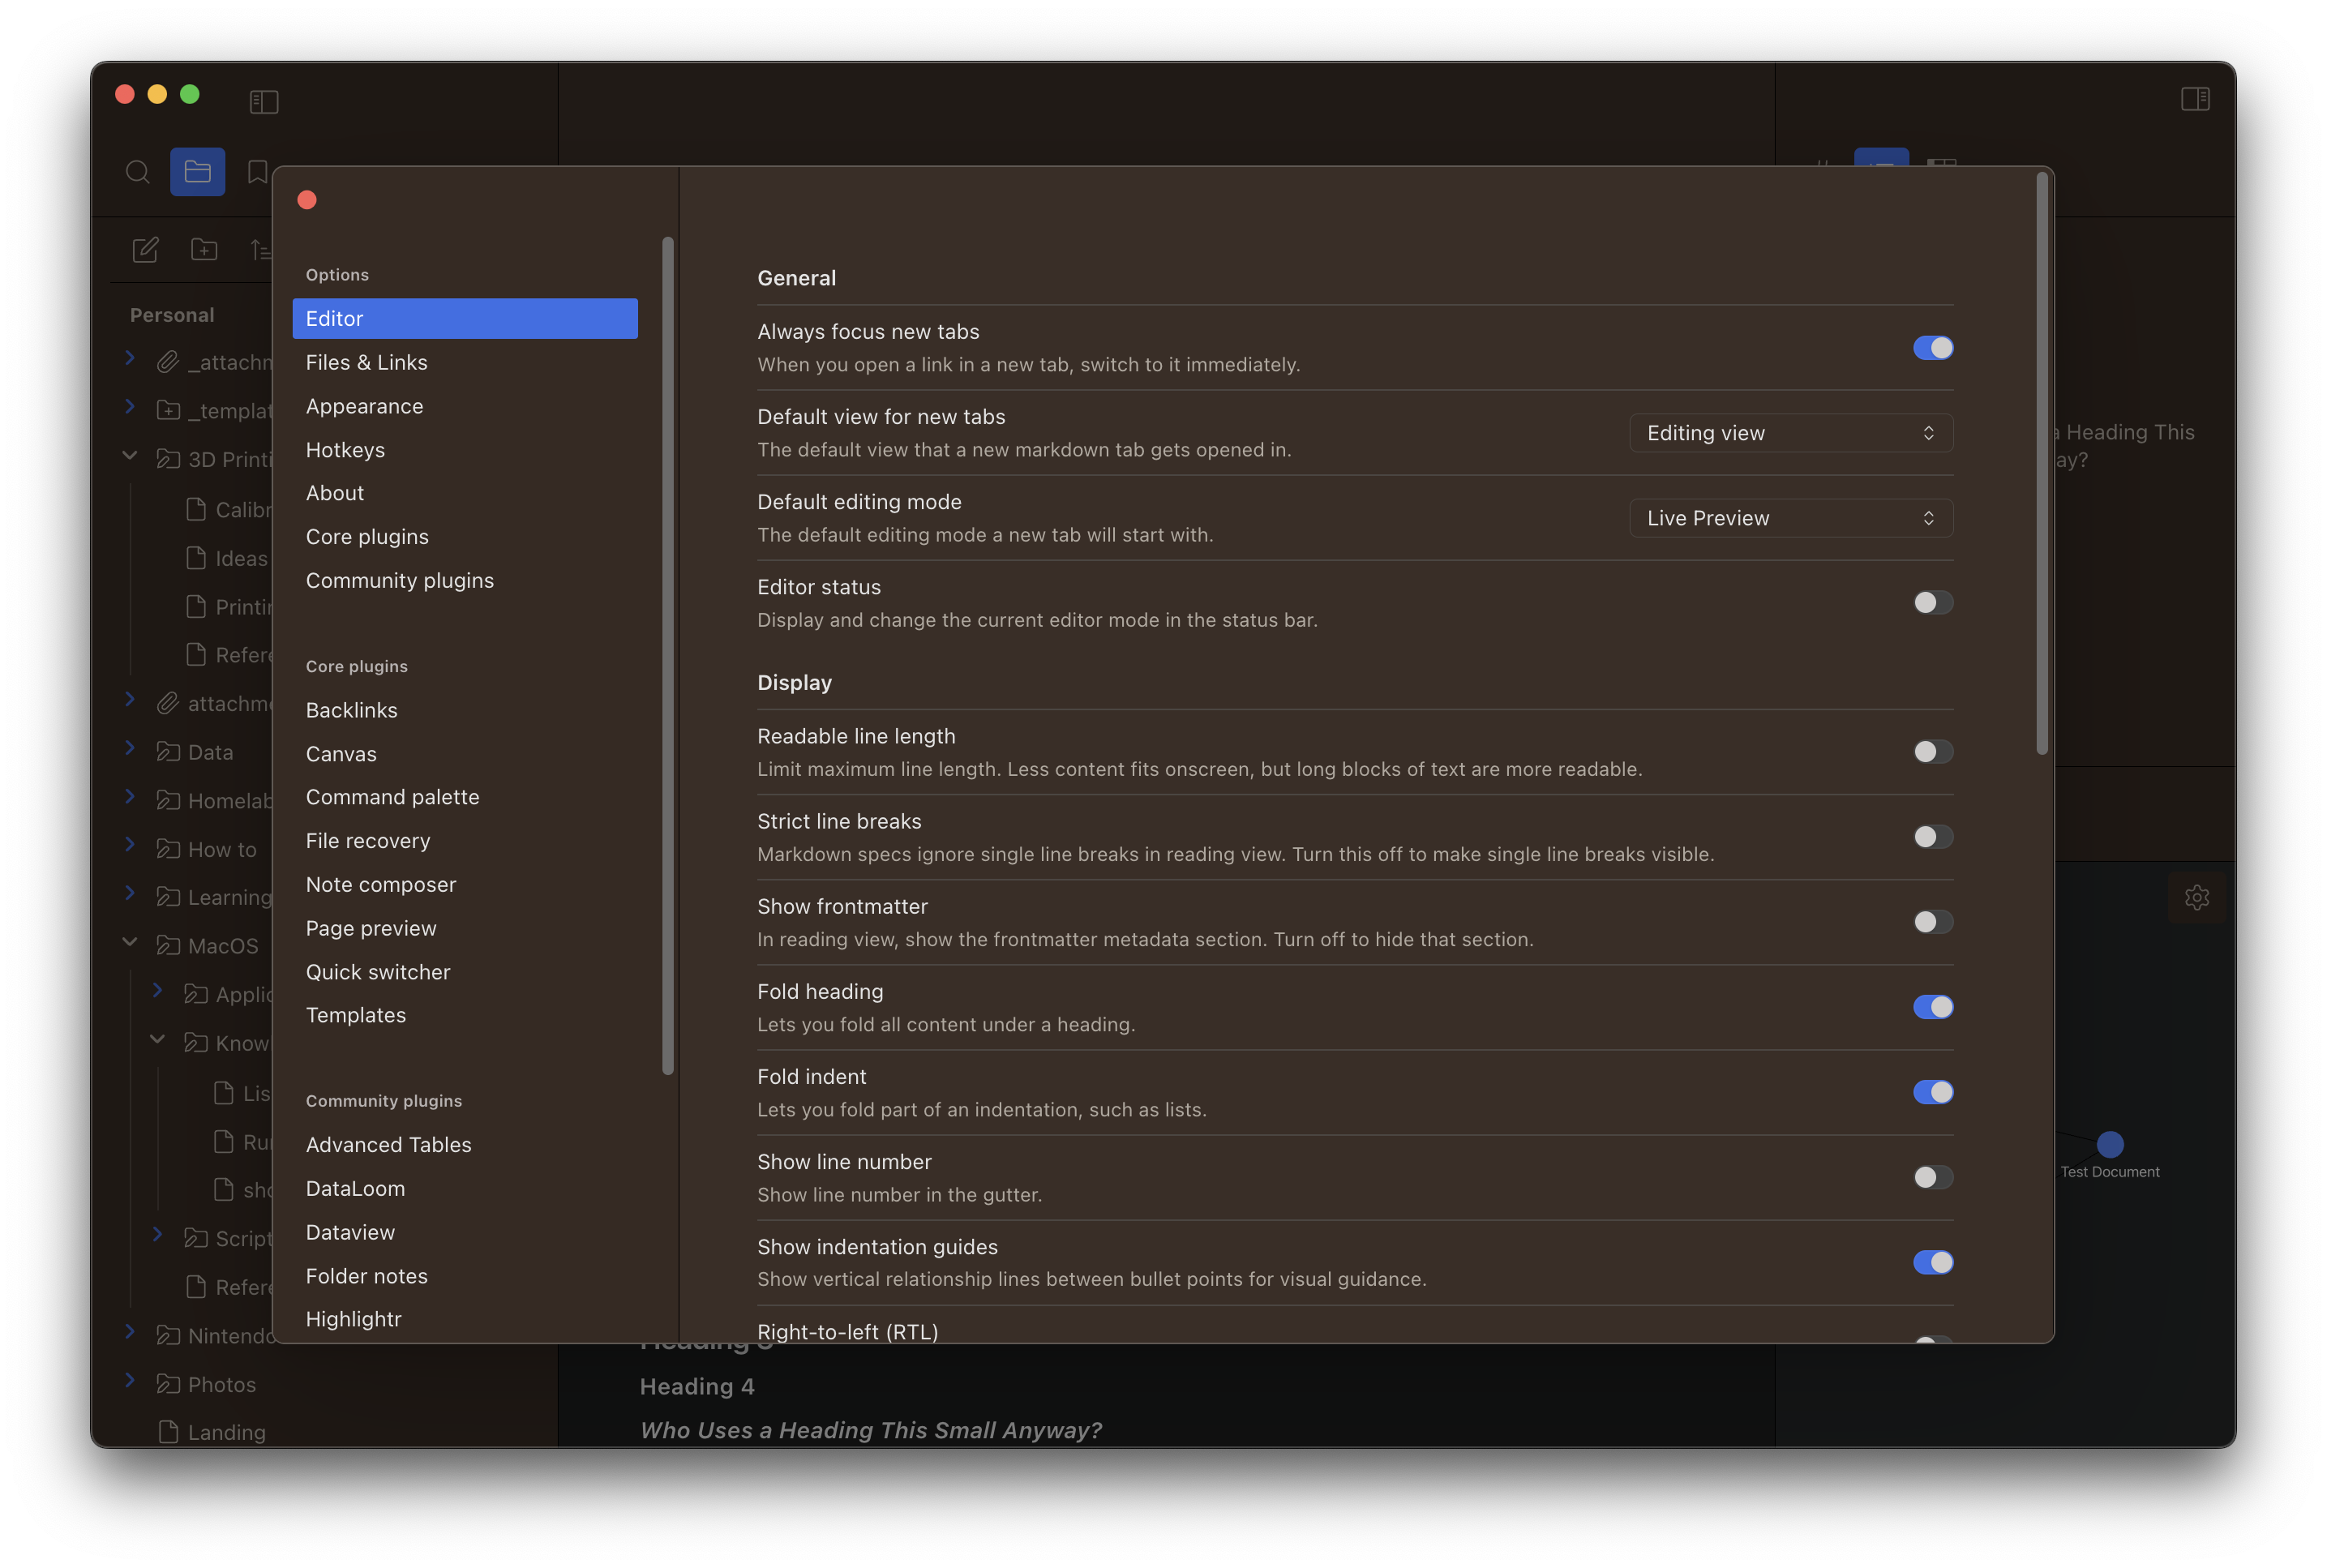 Personal
_attachm
_templat
3D Printi
Calibr
Ideas
Printin
Refere
attachme
Data
Homelab
How to
Learning
MacOS
Applic
Know
Lis
Run
sho
Script
Refere
Nintendo
Photos
Landing
Options
Editor
Files & Links
Appearance
Hotkeys
About
Core plugins
Community plugins
Core plugins
Backlinks
Canvas
Command palette
File recovery
Note composer
Page preview
Quick switcher
Templates
Community plugins
Advanced Tables
DataLoom
Dataview
Folder notes
Highlightr
General
Always focus new tabs
When you open a link in a new tab, switch to it immediately.
Default view for new tabs
Editing view
The default view that a new markdown tab gets opened in.
Default editing mode
Live Preview
The default editing mode a new tab will start with.
Editor status
Display and change the current editor mode in the status bar.
Display
Readable line length
Limit maximum line length. Less content fits onscreen, but long blocks of text are more readable.
Strict line breaks
Markdown specs ignore single line breaks in reading view. Turn this off to make single line breaks visible.
Show frontmatter
In reading view, show the frontmatter metadata section. Turn off to hide that section.
Fold heading
Lets you fold all content under a heading.
Fold indent
Lets you fold part of an indentation, such as lists.
Show line number
Show line number in the gutter.
Show indentation guides
Show vertical relationship lines between bullet points for visual guidance.
Right-to-left (RTL)
Heading 4
Who Uses a Heading This Small Anyway?
a Heading This
ay?
Test Document